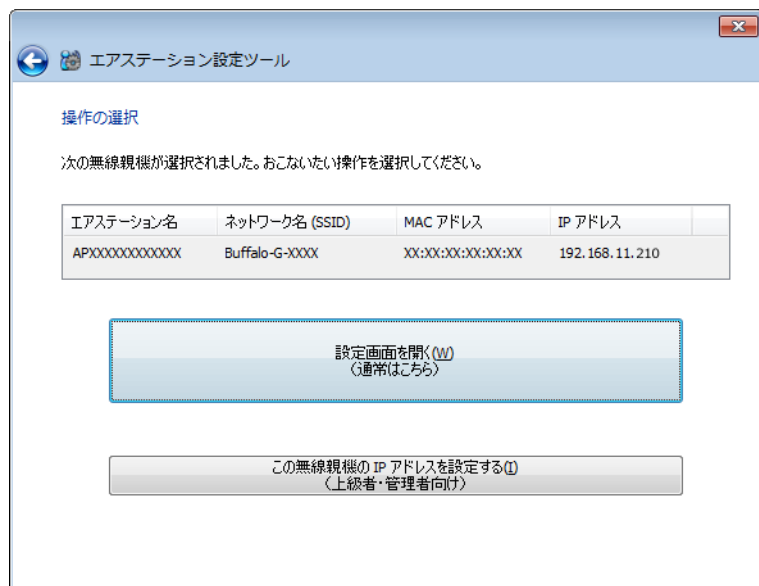 エアステーション設定ツール
操作の選択
次の無線親機が選択されました。おこないたい操作を選択してください。
エアステーション名 ネットワーク名 (SSID) MAC アドレス IP アドレス
APXXXXXXXXXXXX Buffalo-G-XXXX XX:XX:XX:XX:XX:XX 192.168.11.210
設定画面を開く(W)
(通常はこちら)
この無線親機の IP アドレスを設定する(I)
(上級者・管理者向け)